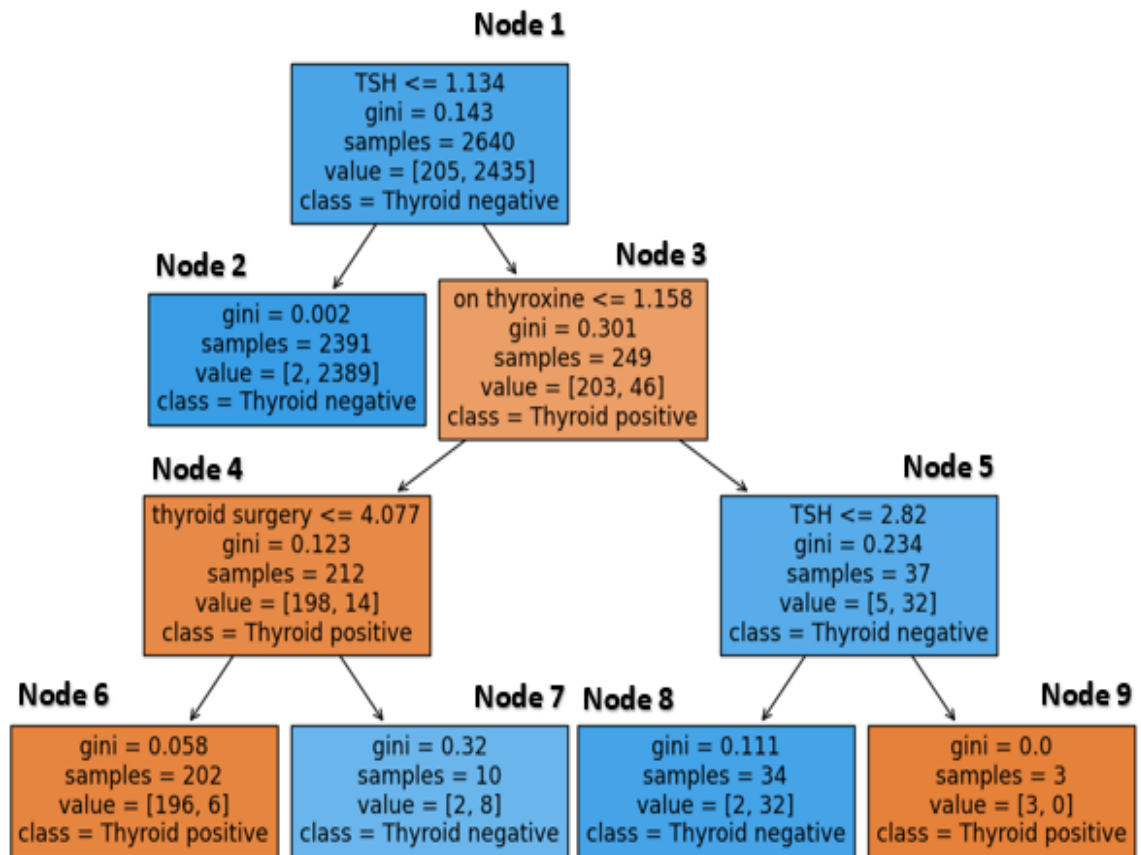 Node 1
TSH <= 1.134
gini = 0.143
samples = 2640
value = [205, 2435]
class = Thyroid negative
Node 2
gini = 0.002
samples = 2391
value = [2, 2389]
class = Thyroid negative
Node 3
on thyroxine <= 1.158
gini = 0.301
samples = 249
value = [203, 46]
class = Thyroid positive
Node 4
thyroid surgery <= 4.077
gini = 0.123
samples = 212
value = [198, 14]
class = Thyroid positive
Node 5
TSH <= 2.82
gini = 0.234
samples = 37
value = [5, 32]
class = Thyroid negative
Node 6
gini = 0.058
samples = 202
value = [196, 6]
class = Thyroid positive
Node 7
gini = 0.32
samples = 10
value = [2, 8]
class = Thyroid negative
Node 8
gini = 0.111
samples = 34
value = [2, 32]
class = Thyroid negative
Node 9
gini = 0.0
samples = 3
value = [3, 0]
class = Thyroid positive